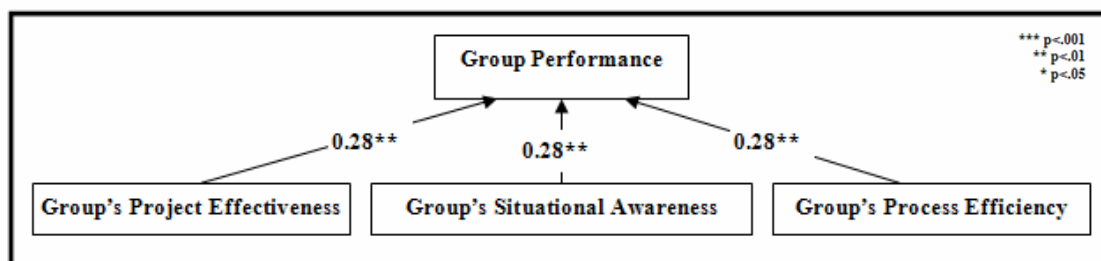 Group Performance
*** p<.001
** p<.01
* p<.05
0.28**
0.28**
0.28**
Group's Project Effectiveness
Group's Situational Awareness
Group's Process Efficiency